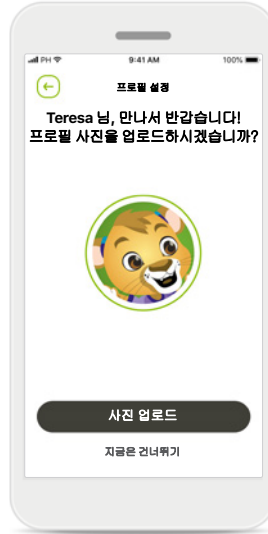 PH 9:41 AM 100%
프로필 설정
Teresa 님, 만나서 반갑습니다!
프로필 사진을 업로드하시겠습니까?
사진 업로드
지금은 건너뛰기